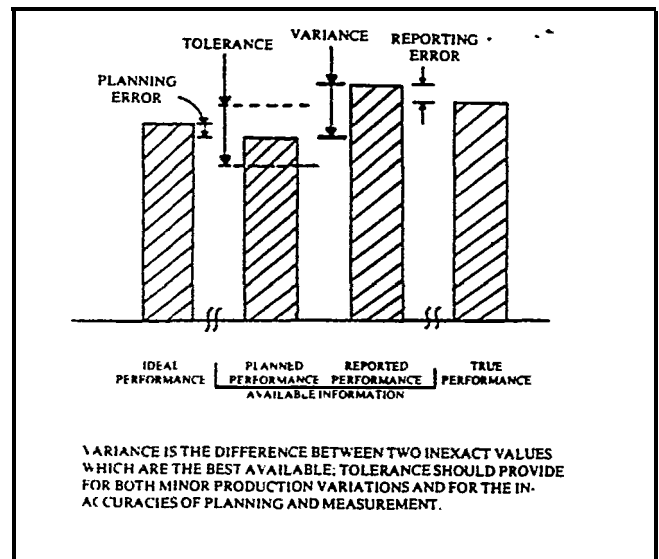 TOLERANCE
VARIANCE
REPORTING
ERROR
PLANNING
ERROR
IDEAL
PERFORMANCE
PLANNED
PERFORMANCE
REPORTED
PERFORMANCE
TRUE
PERFORMANCE
AVAILABLE INFORMATION
VARIANCE IS THE DIFFERENCE BETWEEN TWO INEXACT VALUES
WHICH ARE THE BEST AVAILABLE; TOLERANCE SHOULD PROVIDE
FOR BOTH MINOR PRODUCTION VARIATIONS AND FOR THE IN-
ACCURACIES OF PLANNING AND MEASUREMENT.